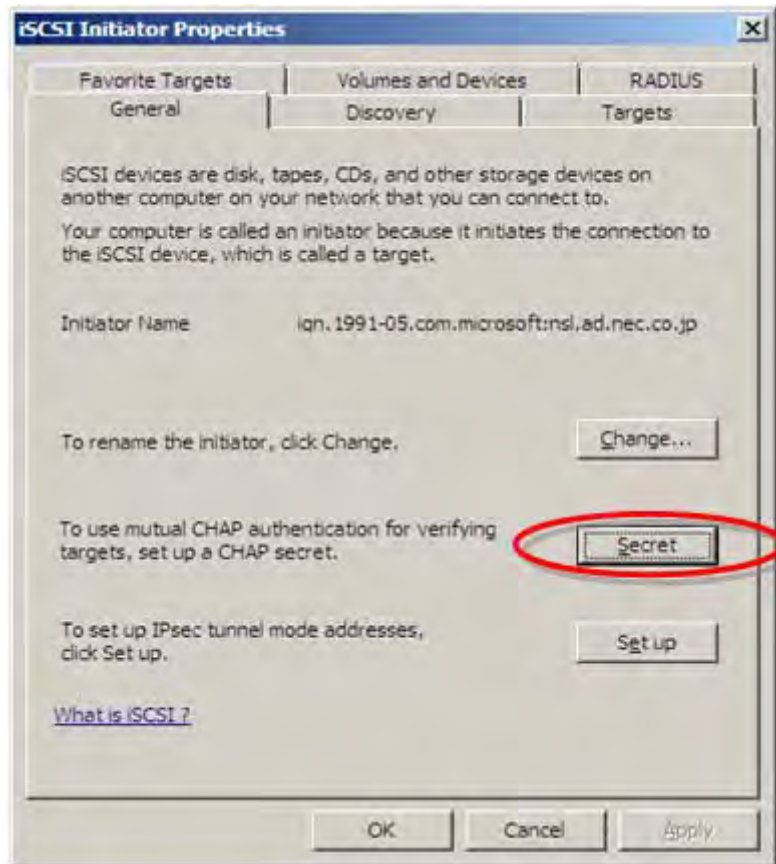 iSCSI Initiator Properties
Favorite Targets Volumes and Devices RADIUS
General Discovery Targets
iSCSI devices are disk, tapes, CDs, and other storage devices on
another computer on your network that you can connect to.
Your computer is called an initiator because it initiates the connection to
the iSCSI device, which is called a target.
Initiator Name iqn.1991-05.com.microsoft:nsl.ad.nec.co.jp
To rename the initiator, click Change.
Change...
To use mutual CHAP authentication for verifying
targets, set up a CHAP secret.
Secret
To set up IPsec tunnel mode addresses,
click Set up.
Set up
What is iSCSI ?
OK Cancel Apply